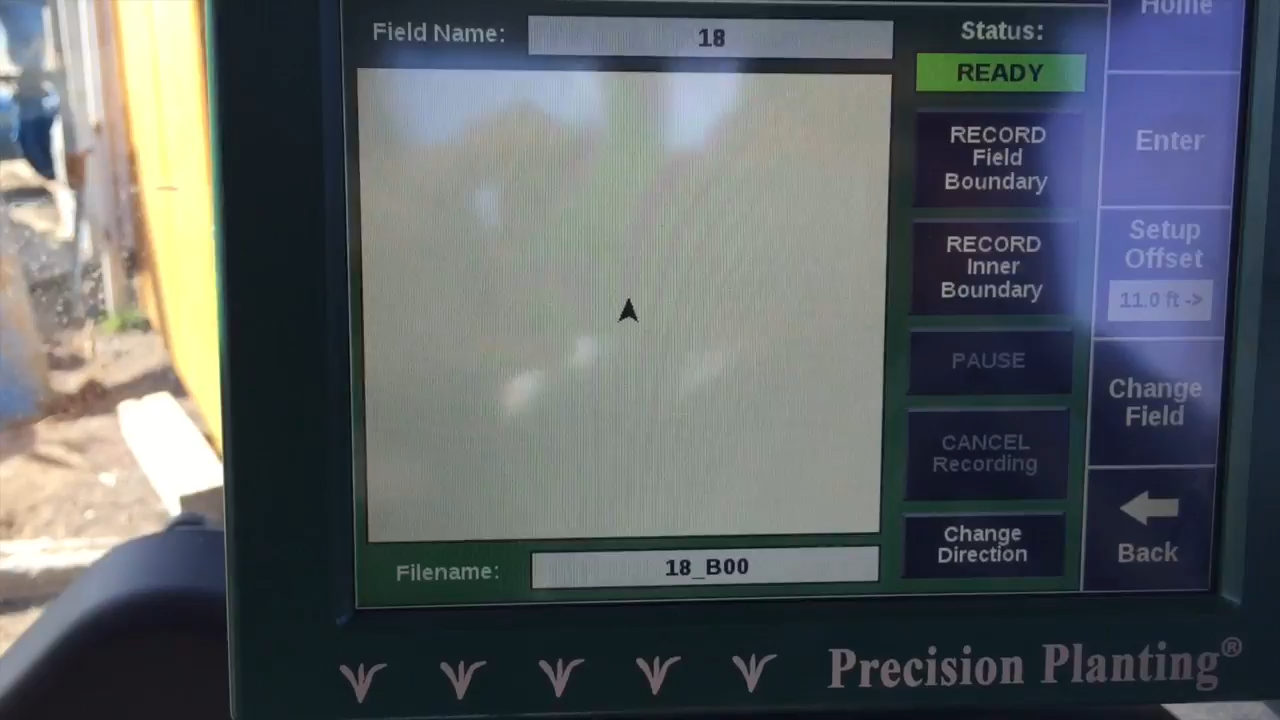 Field Name: 18
Status:
READY
RECORD
Field
Boundary
RECORD
Inner
Boundary
PAUSE
CANCEL
Recording
Change
Direction
Home
Enter
Setup
Offset
11.0 ft ->
Change
Field
Back
Filename: 18_B00
Precision Planting®